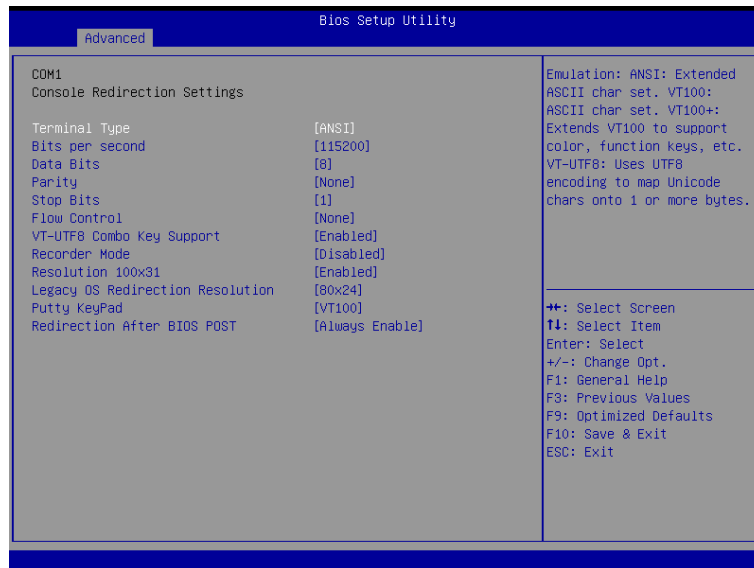 Bios Setup Utility
Advanced
COM1
Console Redirection Settings
Terminal Type [ANSI]
Bits per second [115200]
Data Bits [8]
Parity [None]
Stop Bits [1]
Flow Control [None]
VT-UTF8 Combo Key Support [Enabled]
Recorder Mode [Disabled]
Resolution 100x31 [Enabled]
Legacy OS Redirection Resolution [80x24]
Putty KeyPad [VT100]
Redirection After BIOS POST [Always Enable]
Emulation: ANSI: Extended
ASCII char set. VT100:
ASCII char set. VT100+:
Extends VT100 to support
color, function keys, etc.
VT-UTF8: Uses UTF8
encoding to map Unicode
chars onto 1 or more bytes.
→←: Select Screen
↑↓: Select Item
Enter: Select
+/-: Change Opt.
F1: General Help
F3: Previous Values
F9: Optimized Defaults
F10: Save & Exit
ESC: Exit